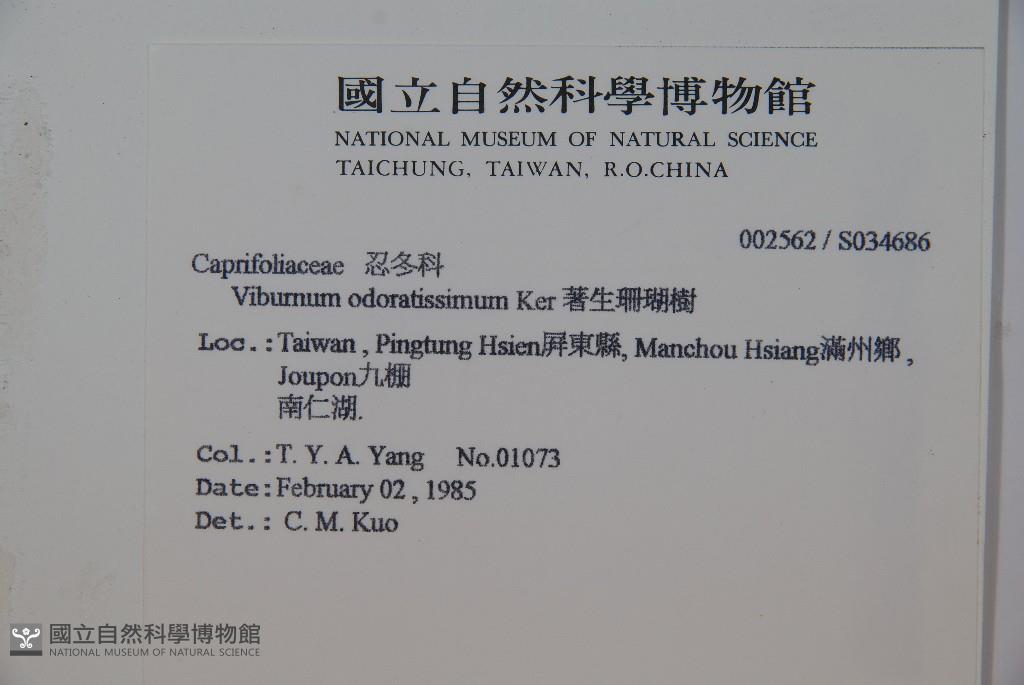 國立自然科學博物館
NATIONAL MUSEUM OF NATURAL SCIENCE
TAICHUNG, TAIWAN, R.O.CHINA
002562 / S034686
Caprifoliaceae 忍冬科
Viburnum odoratissimum Ker 著生珊瑚樹
Loc.: Taiwan , Pingtung Hsien屏東縣, Manchou Hsiang滿州鄉 ,
Joupon九棚
南仁湖.
Col.: T. Y. A. Yang No.01073
Date: February 02 , 1985
Det.: C. M. Kuo
國立自然科學博物館
NATIONAL MUSEUM OF NATURAL SCIENCE